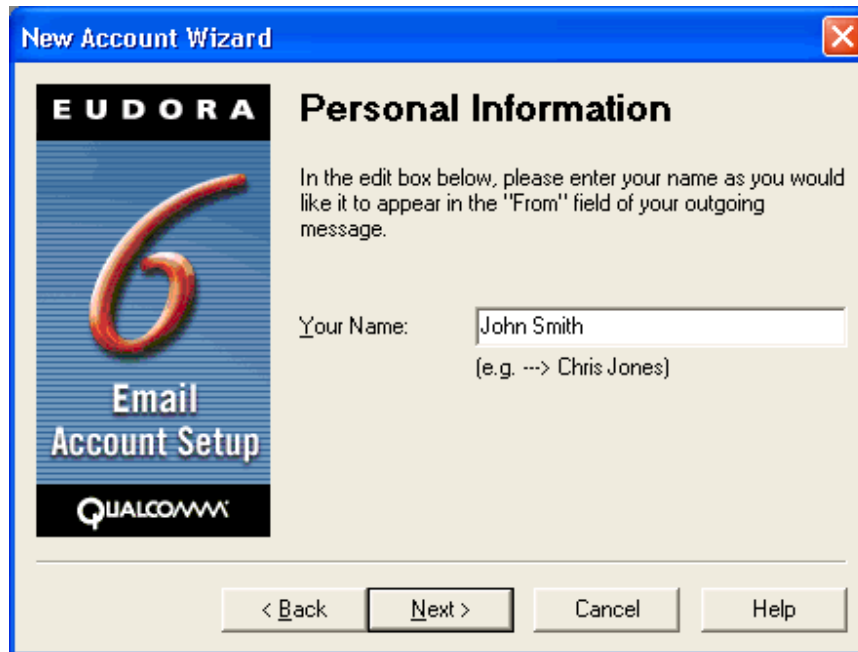 New Account Wizard
EUDORA
6
Email
Account Setup
QUALCOMM
Personal Information
In the edit box below, please enter your name as you would
like it to appear in the "From" field of your outgoing
message.
Your Name:
John Smith
(e.g. ---> Chris Jones)
< Back
Next >
Cancel
Help